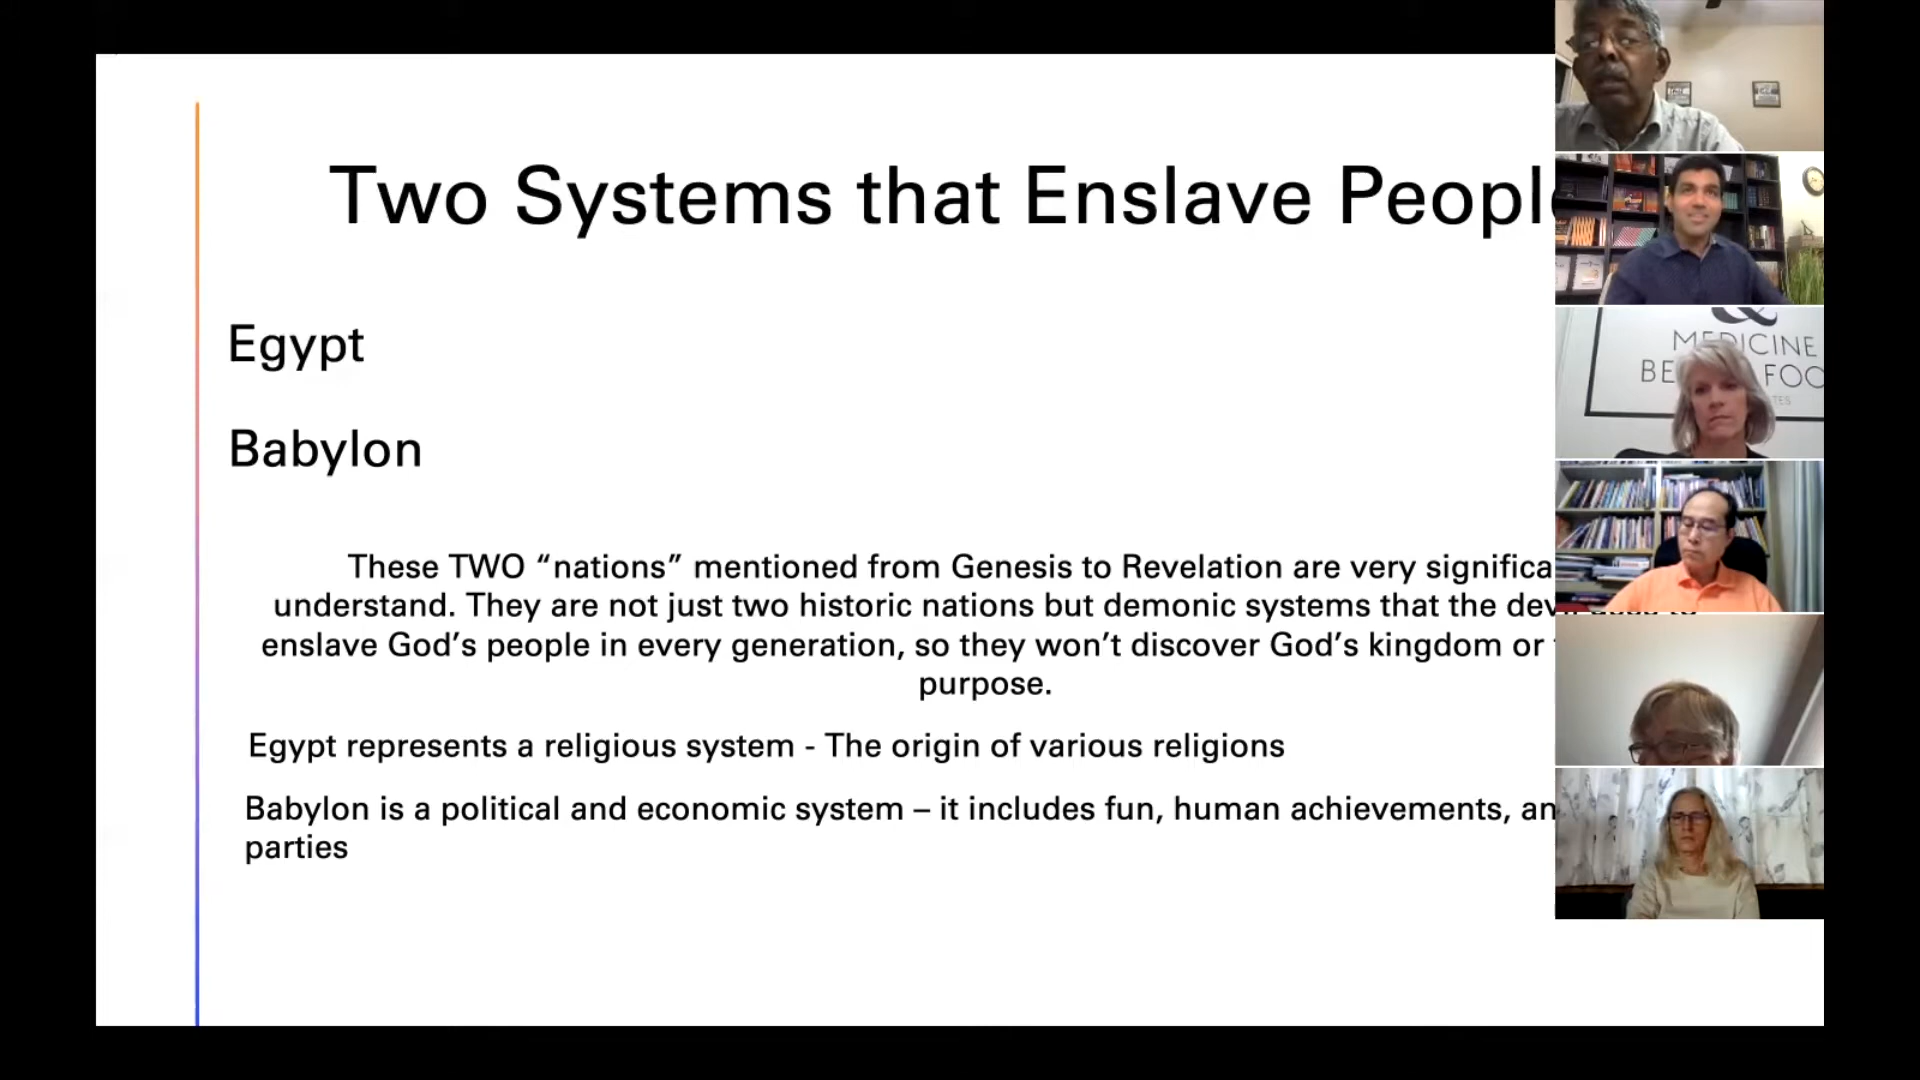 Two Systems that Enslave Peopl
Egypt
Babylon
These TWO “nations” mentioned from Genesis to Revelation are very significa
understand. They are not just two historic nations but demonic systems that the dev
enslave God’s people in every generation, so they won’t discover God’s kingdom or
purpose.
Egypt represents a religious system - The origin of various religions
Babylon is a political and economic system – it includes fun, human achievements, an
parties
&
MEDICINE
BE FOO